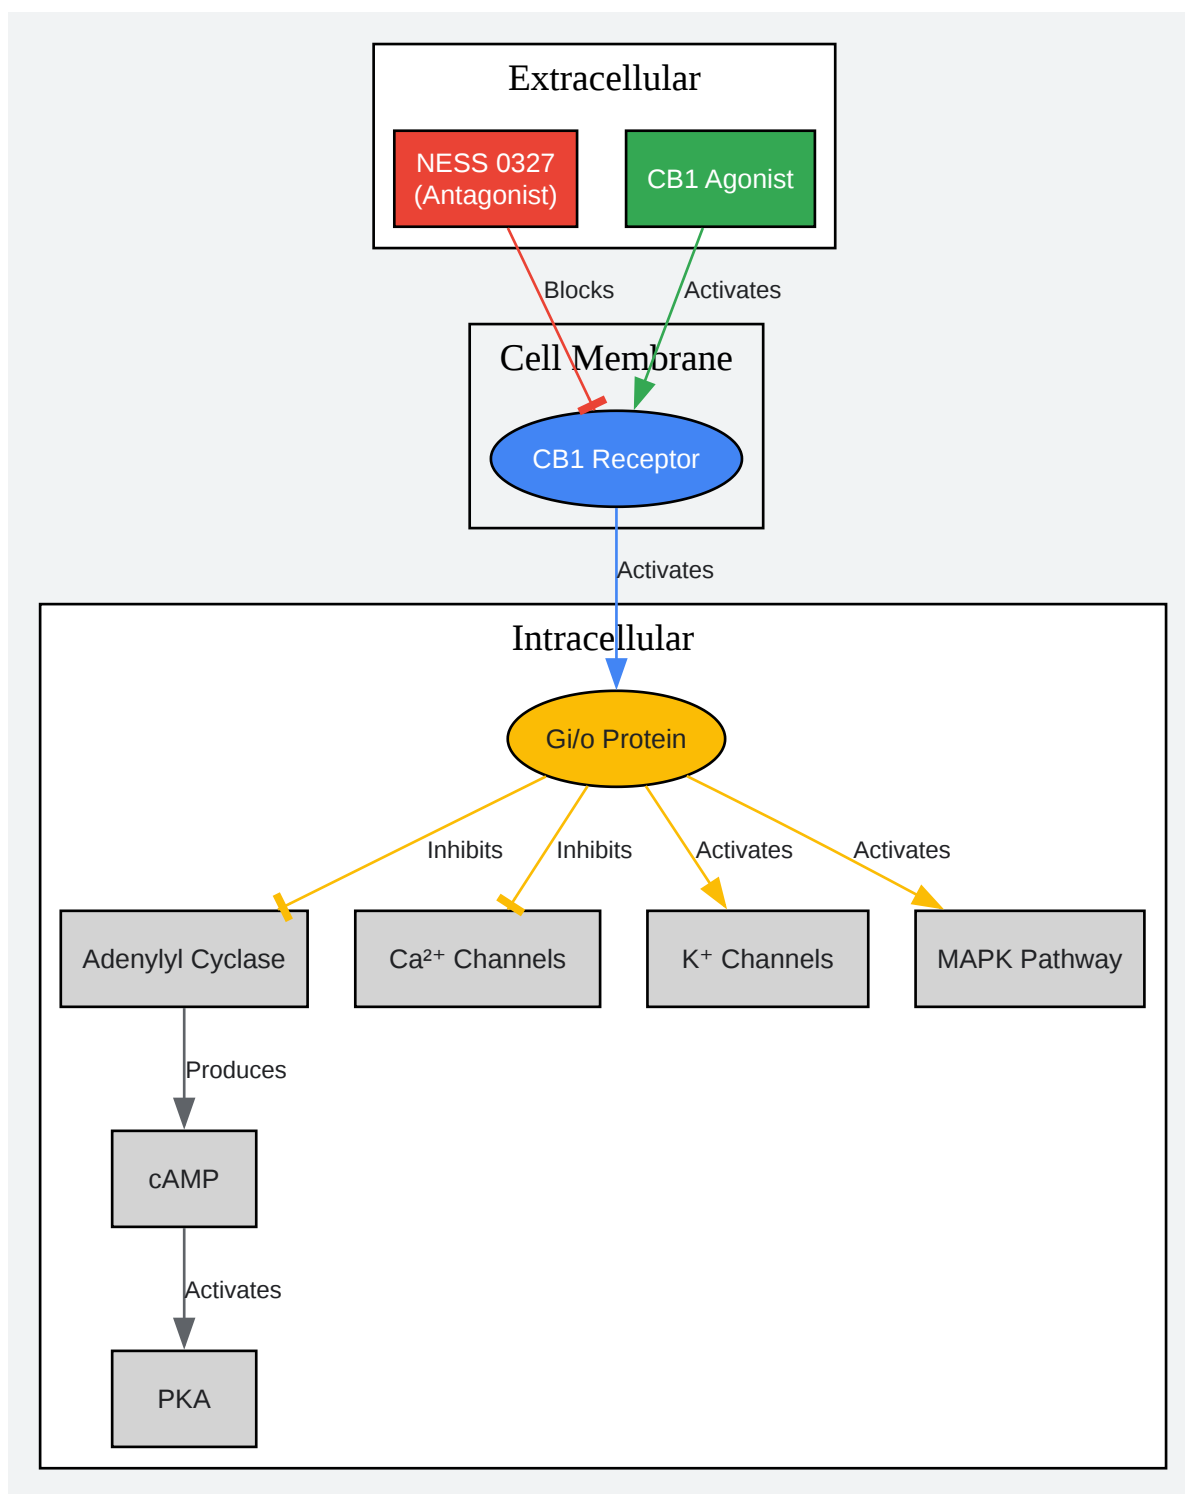 Extracellular
NESS 0327
(Antagonist)
CB1 Agonist
Blocks
Activates
Cell Membrane
CB1 Receptor
Activates
Intracellular
Gi/o Protein
Inhibits
Inhibits
Activates
Activates
Adenylyl Cyclase
Ca²⁺ Channels
K⁺ Channels
MAPK Pathway
Produces
cAMP
Activates
PKA